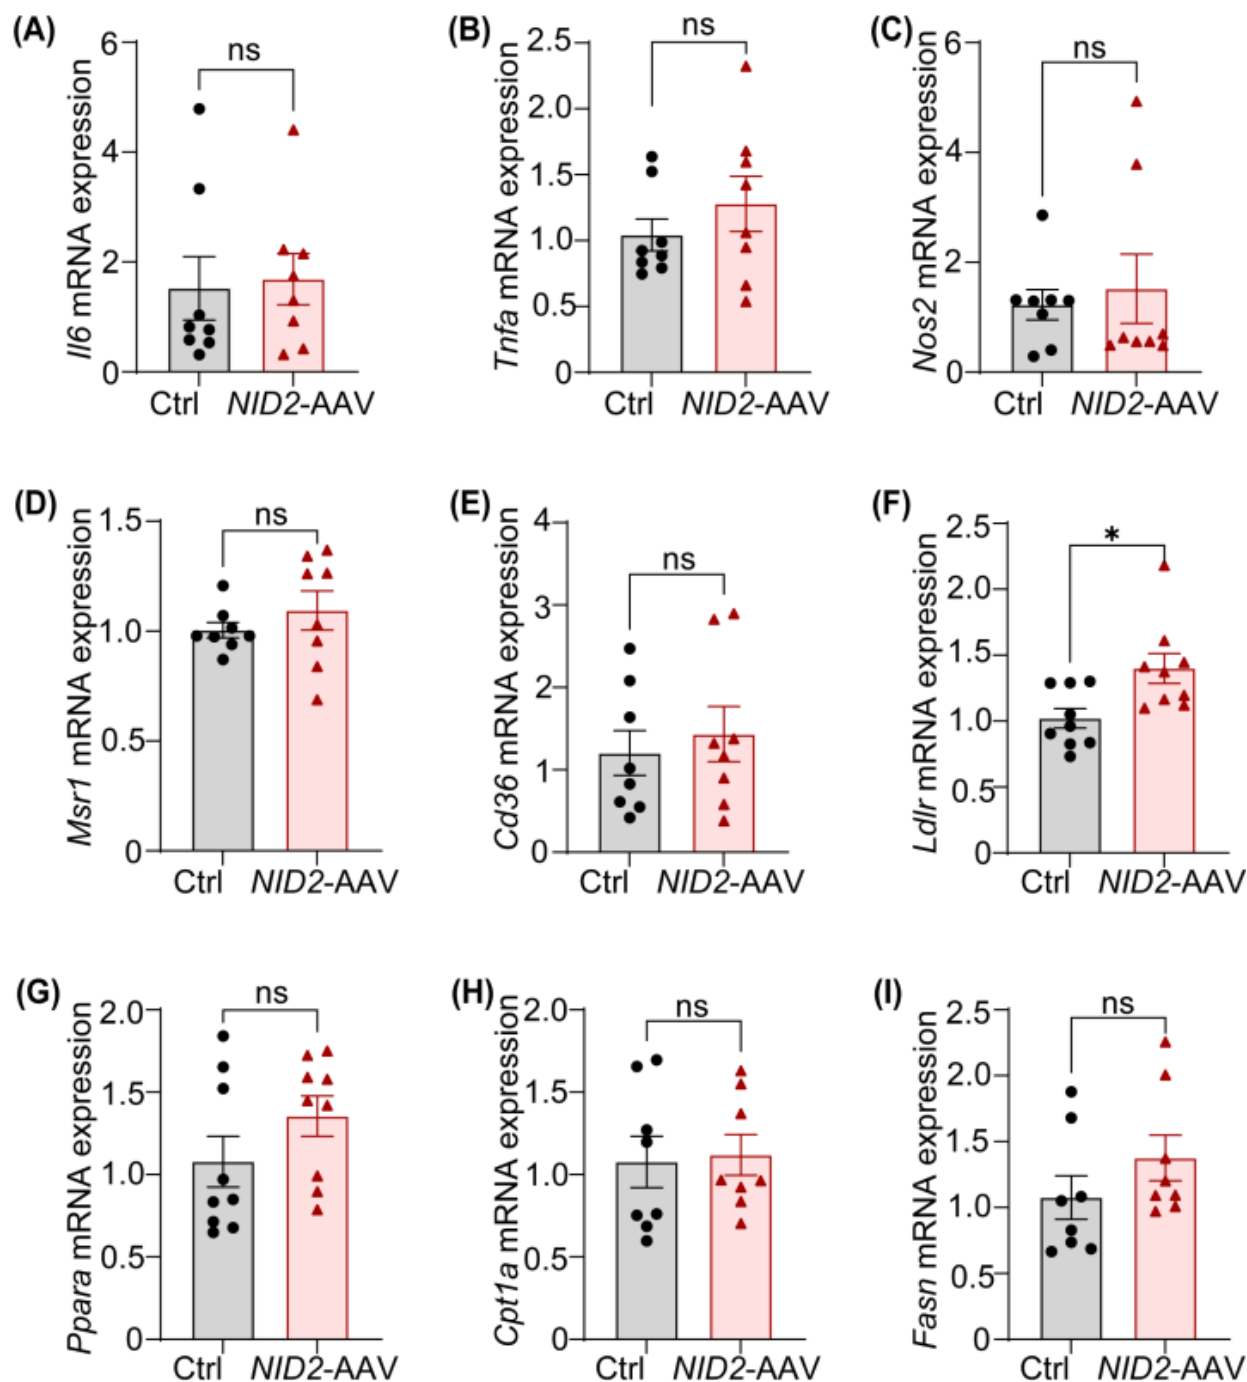 (A)
Il6 mRNA expression
6
4
2
0
ns
Ctrl NID2-AAV
(B)
Tnfa mRNA expression
2.5
2.0
1.5
1.0
0.5
0
ns
Ctrl NID2-AAV
(C)
Nos2 mRNA expression
6
4
2
0
ns
Ctrl NID2-AAV
(D)
Msr1 mRNA expression
1.5
1.0
0.5
0
ns
Ctrl NID2-AAV
(E)
Cd36 mRNA expression
4
3
2
1
0
ns
Ctrl NID2-AAV
(F)
Ldlr mRNA expression
2.5
2.0
1.5
1.0
0.5
0
*
Ctrl NID2-AAV
(G)
Ppara mRNA expression
2.0
1.5
1.0
0.5
0
ns
Ctrl NID2-AAV
(H)
Cpt1a mRNA expression
2.0
1.5
1.0
0.5
0
ns
Ctrl NID2-AAV
(I)
Fasn mRNA expression
2.5
2.0
1.5
1.0
0.5
0
ns
Ctrl NID2-AAV